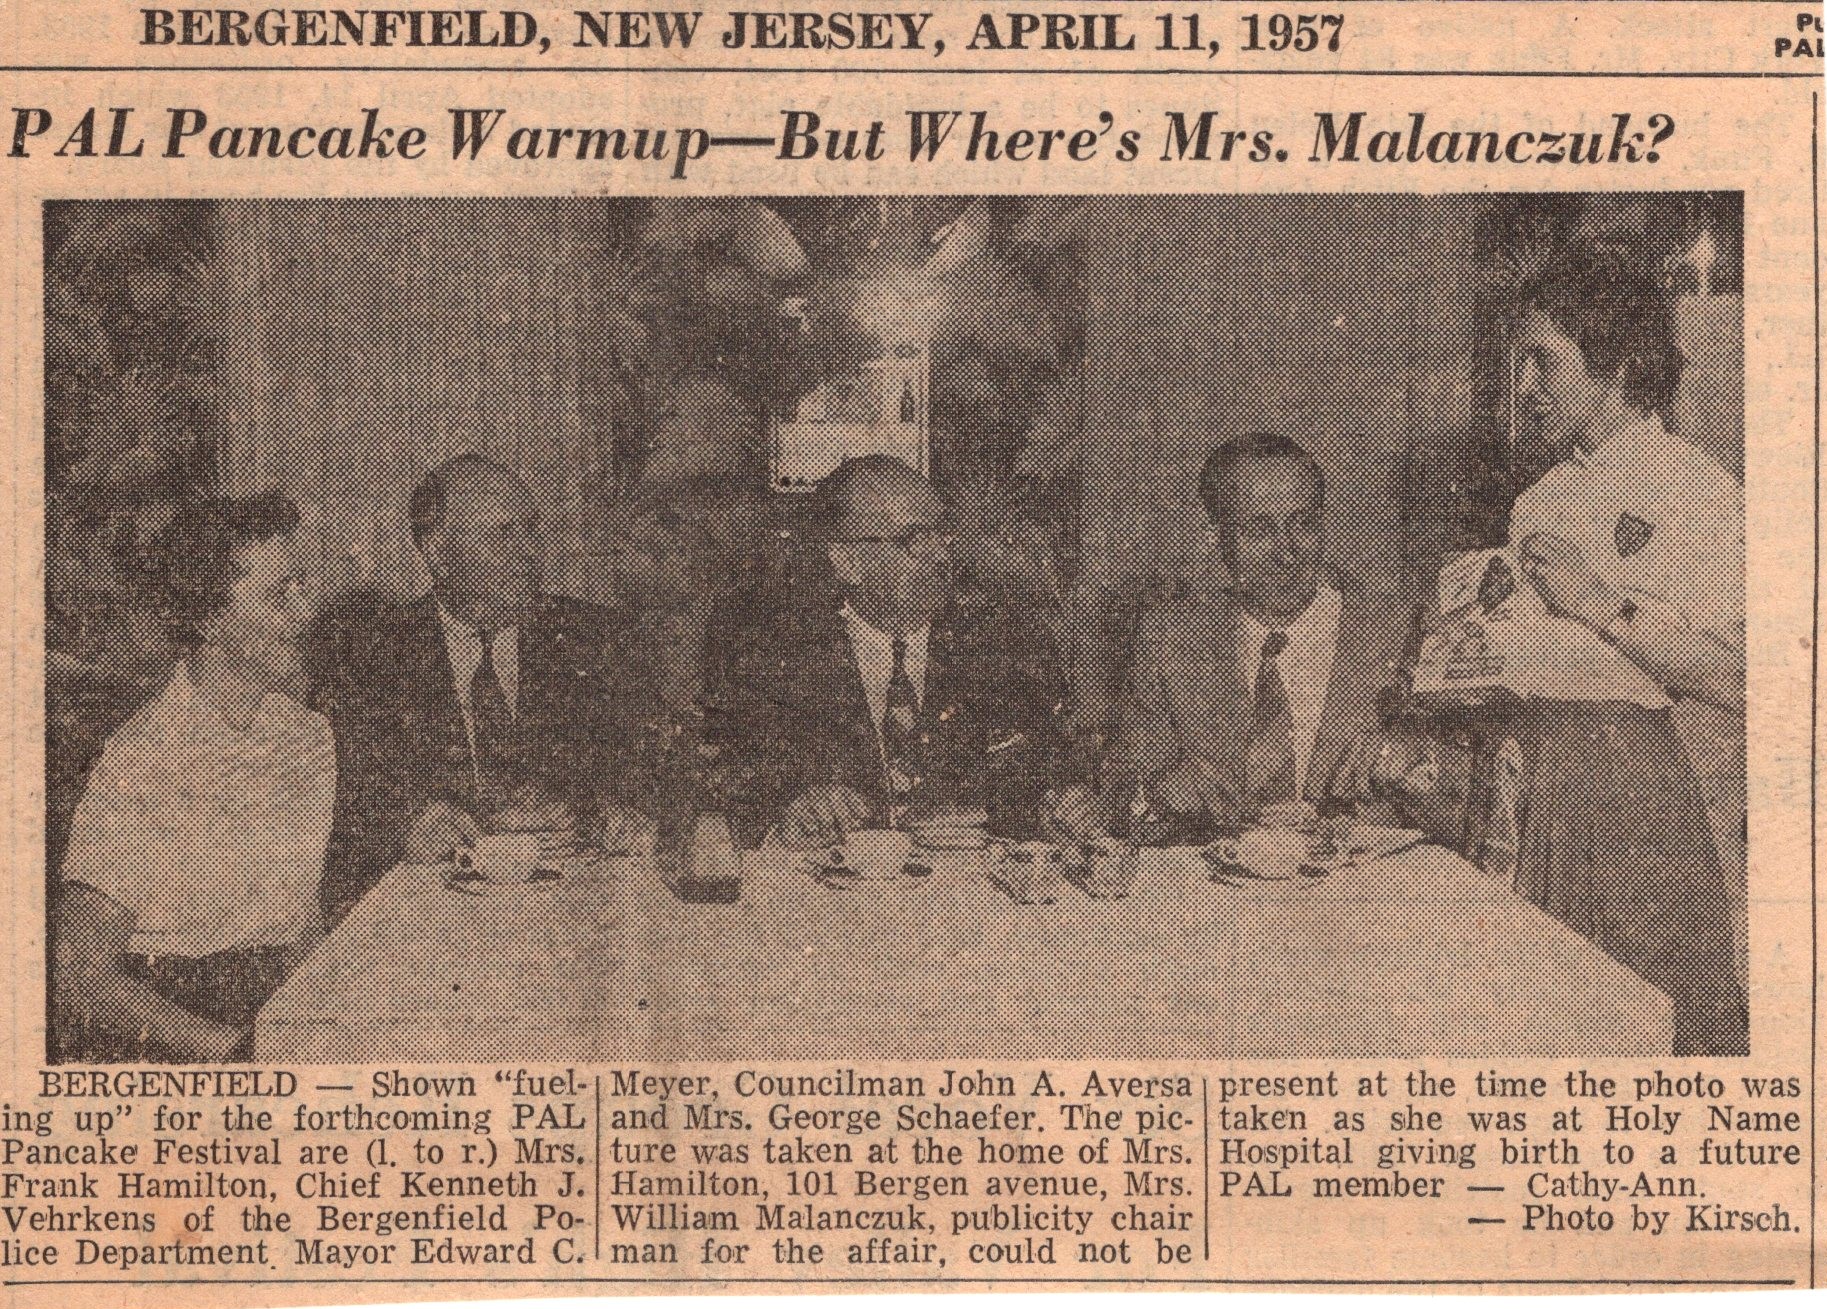 BERGENFIELD, NEW JERSEY, APRIL 11, 1957
PAL
PAL Pancake Warmup—But Where's Mrs. Malanczuk?
BERGENFIELD — Shown "fuel-
ing up" for the forthcoming PAL
Pancake Festival are (l. to r.) Mrs.
Frank Hamilton, Chief Kenneth J.
Vehrkens of the Bergenfield Po-
lice Department. Mayor Edward C.
Meyer, Councilman John A. Aversa
and Mrs. George Schaefer. The pic-
ture was taken at the home of Mrs.
Hamilton, 101 Bergen avenue, Mrs.
William Malanczuk, publicity chair
man for the affair, could not be
present at the time the photo was
taken as she was at Holy Name
Hospital giving birth to a future
PAL member — Cathy-Ann.
— Photo by Kirsch.